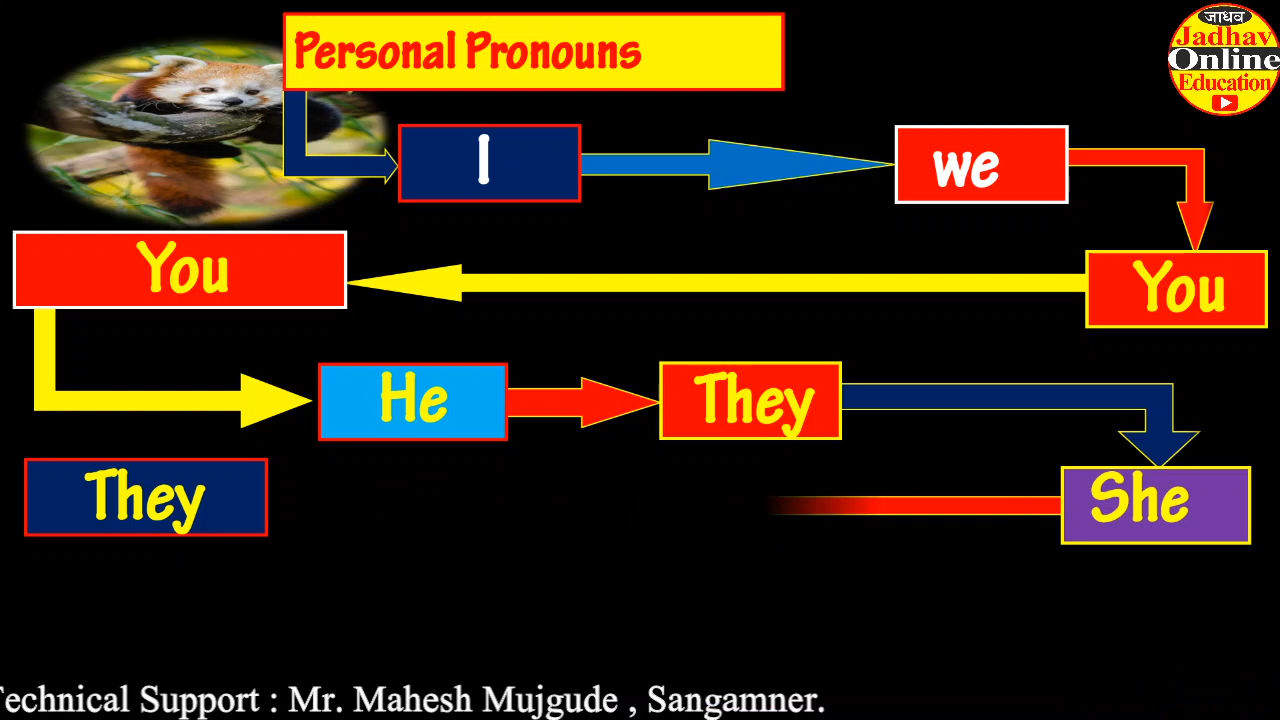 Personal Pronouns
जाधव
Jadhav
Online
Education
I
we
You
You
He
They
She
They
Technical Support : Mr. Mahesh Mujgude , Sangamner.